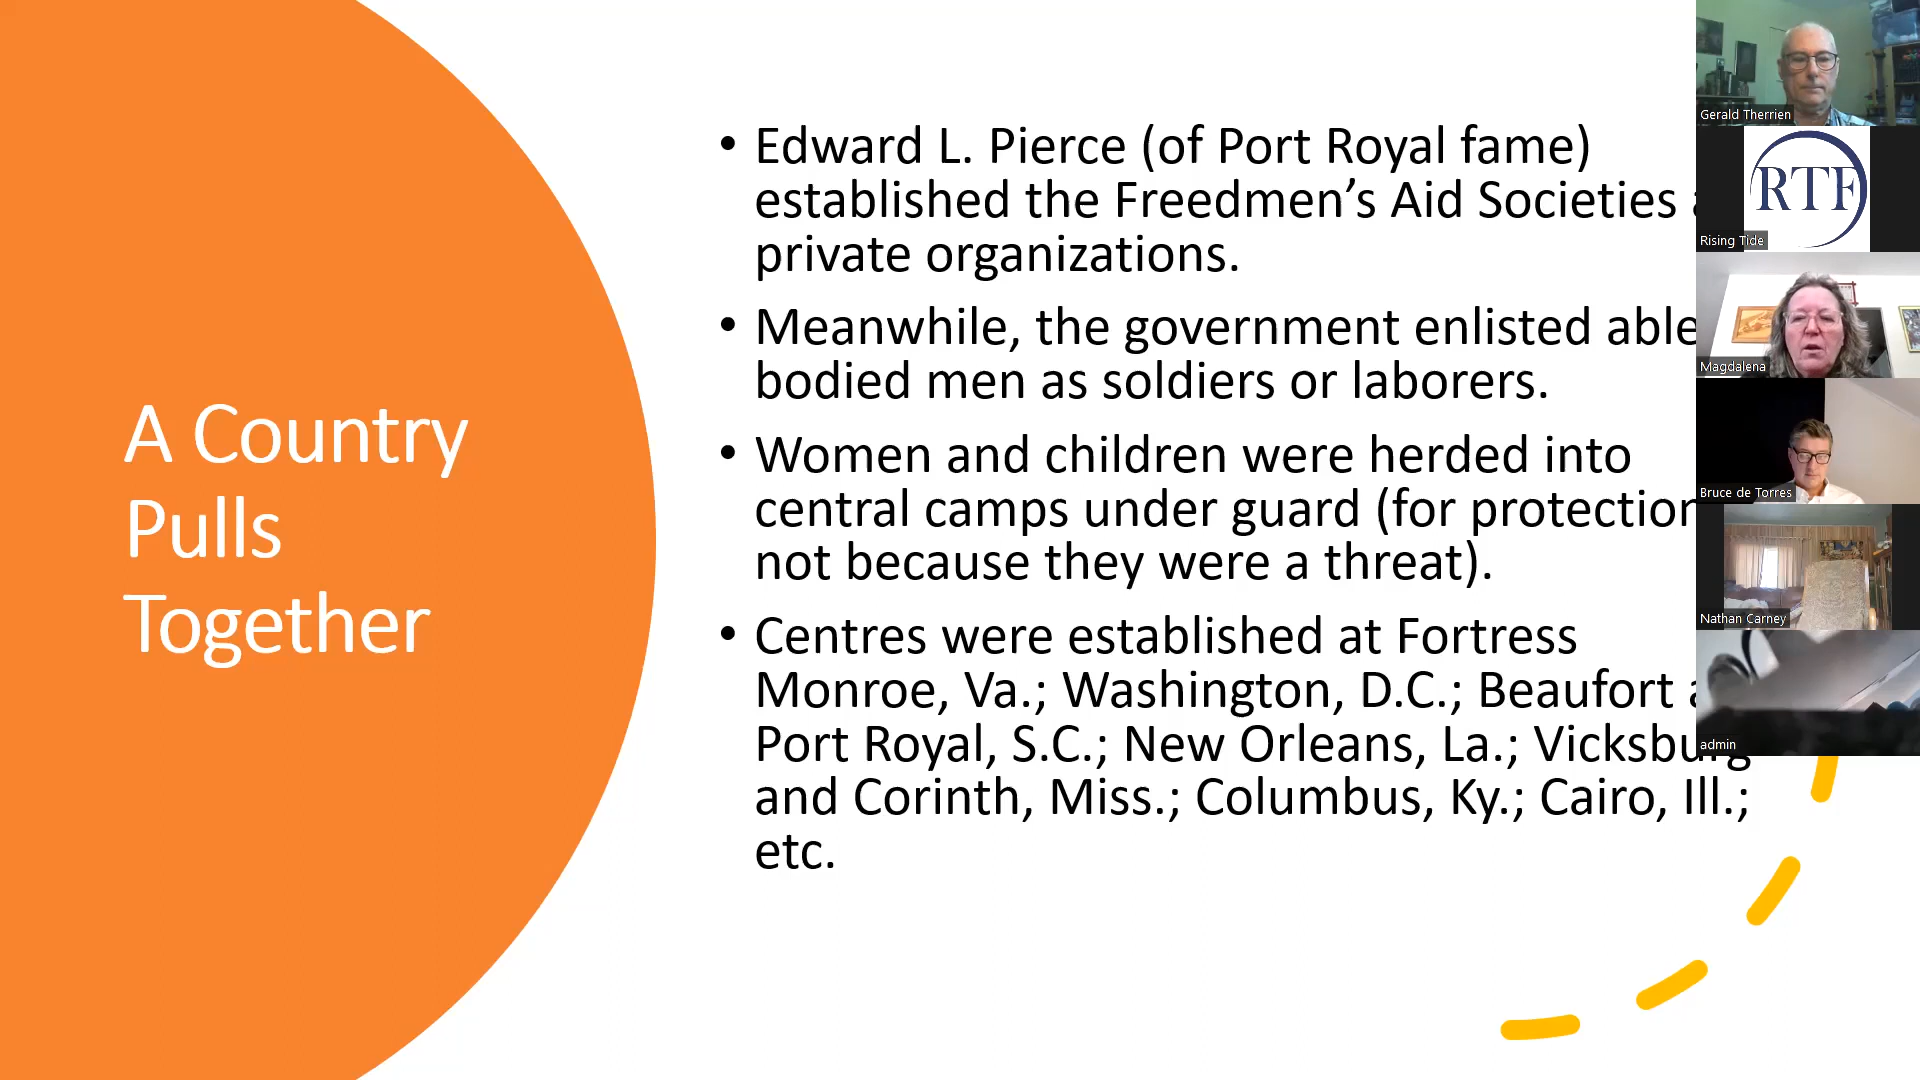 A Country
Pulls
Together
• Edward L. Pierce (of Port Royal fame)
established the Freedmen’s Aid Societies
private organizations.
• Meanwhile, the government enlisted able
bodied men as soldiers or laborers.
• Women and children were herded into
central camps under guard (for protection
not because they were a threat).
• Centres were established at Fortress
Monroe, Va.; Washington, D.C.; Beaufort
Port Royal, S.C.; New Orleans, La.; Vicksburg
and Corinth, Miss.; Columbus, Ky.; Cairo, Ill.;
etc.
Gerald Therrien
RTF
Rising Tide
Magdalena
Bruce de Torres
Nathan Carney
admin